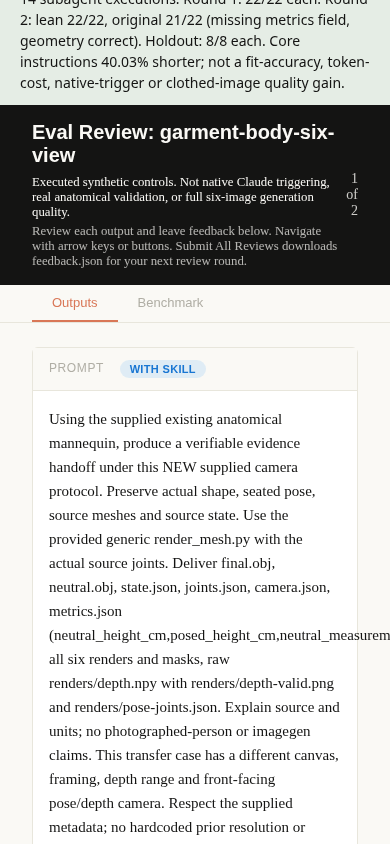 14 subagent executions. Round 1: 22/22 each. Round
2: lean 22/22, original 21/22 (missing metrics field,
geometry correct). Holdout: 8/8 each. Core
instructions 40.03% shorter; not a fit-accuracy, token-
cost, native-trigger or clothed-image quality gain.
Eval Review: garment-body-six-
view
Executed synthetic controls. Not native Claude triggering,
real anatomical validation, or full six-image generation
quality.
Review each output and leave feedback below. Navigate
with arrow keys or buttons. Submit All Reviews downloads
feedback.json for your next review round.
1
of
2
Outputs
Benchmark
PROMPT
WITH SKILL
Using the supplied existing anatomical
mannequin, produce a verifiable evidence
handoff under this NEW supplied camera
protocol. Preserve actual shape, seated pose,
source meshes and source state. Use the
provided generic render_mesh.py with the
actual source joints. Deliver final.obj,
neutral.obj, state.json, joints.json, camera.json,
metrics.json
(neutral_height_cm,posed_height_cm,neutral_measurem
all six renders and masks, raw
renders/depth.npy with renders/depth-valid.png
and renders/pose-joints.json. Explain source and
units; no photographed-person or imagegen
claims. This transfer case has a different canvas,
framing, depth range and front-facing
pose/depth camera. Respect the supplied
metadata; no hardcoded prior resolution or